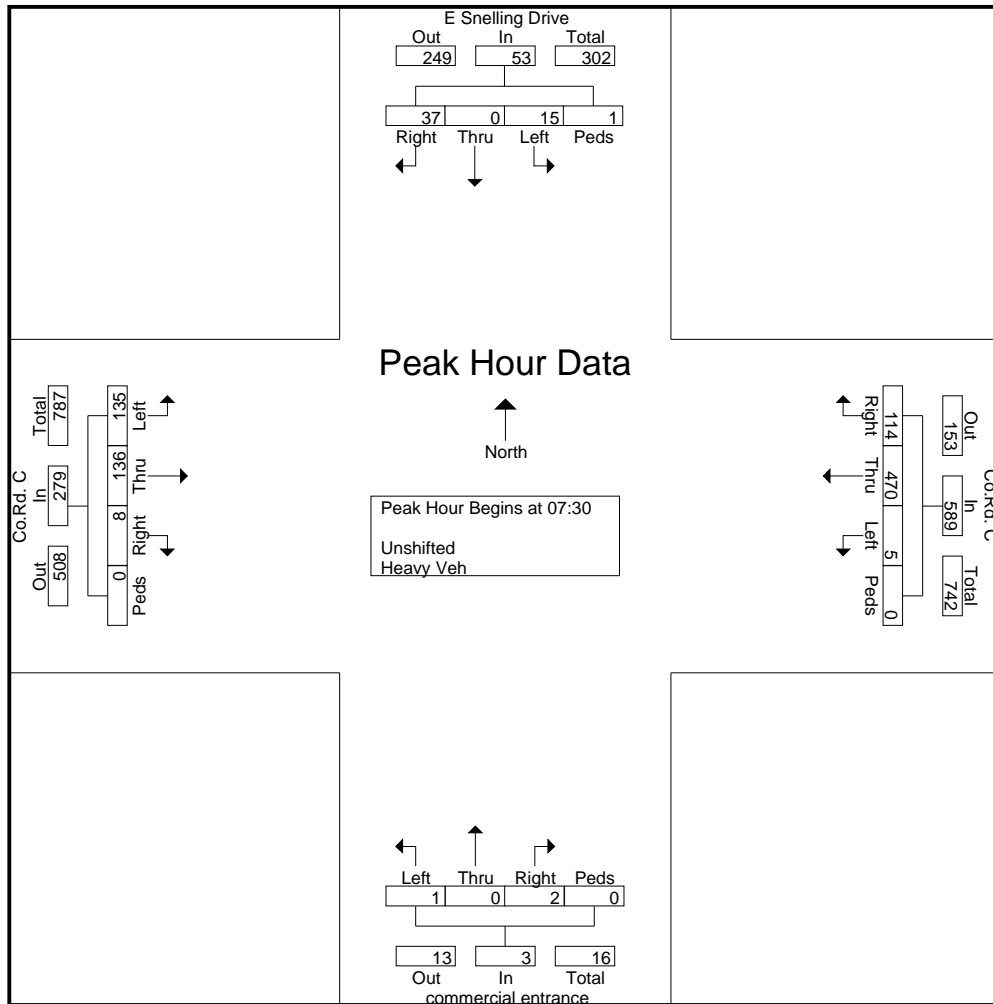 E Snelling Drive
Out In Total
249 53 302
37 0 15 1
Right Thru Left Peds
Peak Hour Data
North
Peak Hour Begins at 07:30
Unshifted
Heavy Veh
Co.Rd. C
Total In Out
787 279 508
135 136 8 0
Left Thru Right Peds
Right Thru Left Peds
114 470 5 0
Out In Total
153 589 742
Co.Rd. C
Left Thru Right Peds
1 0 2 0
13 3 16
Out In Total
commercial entrance